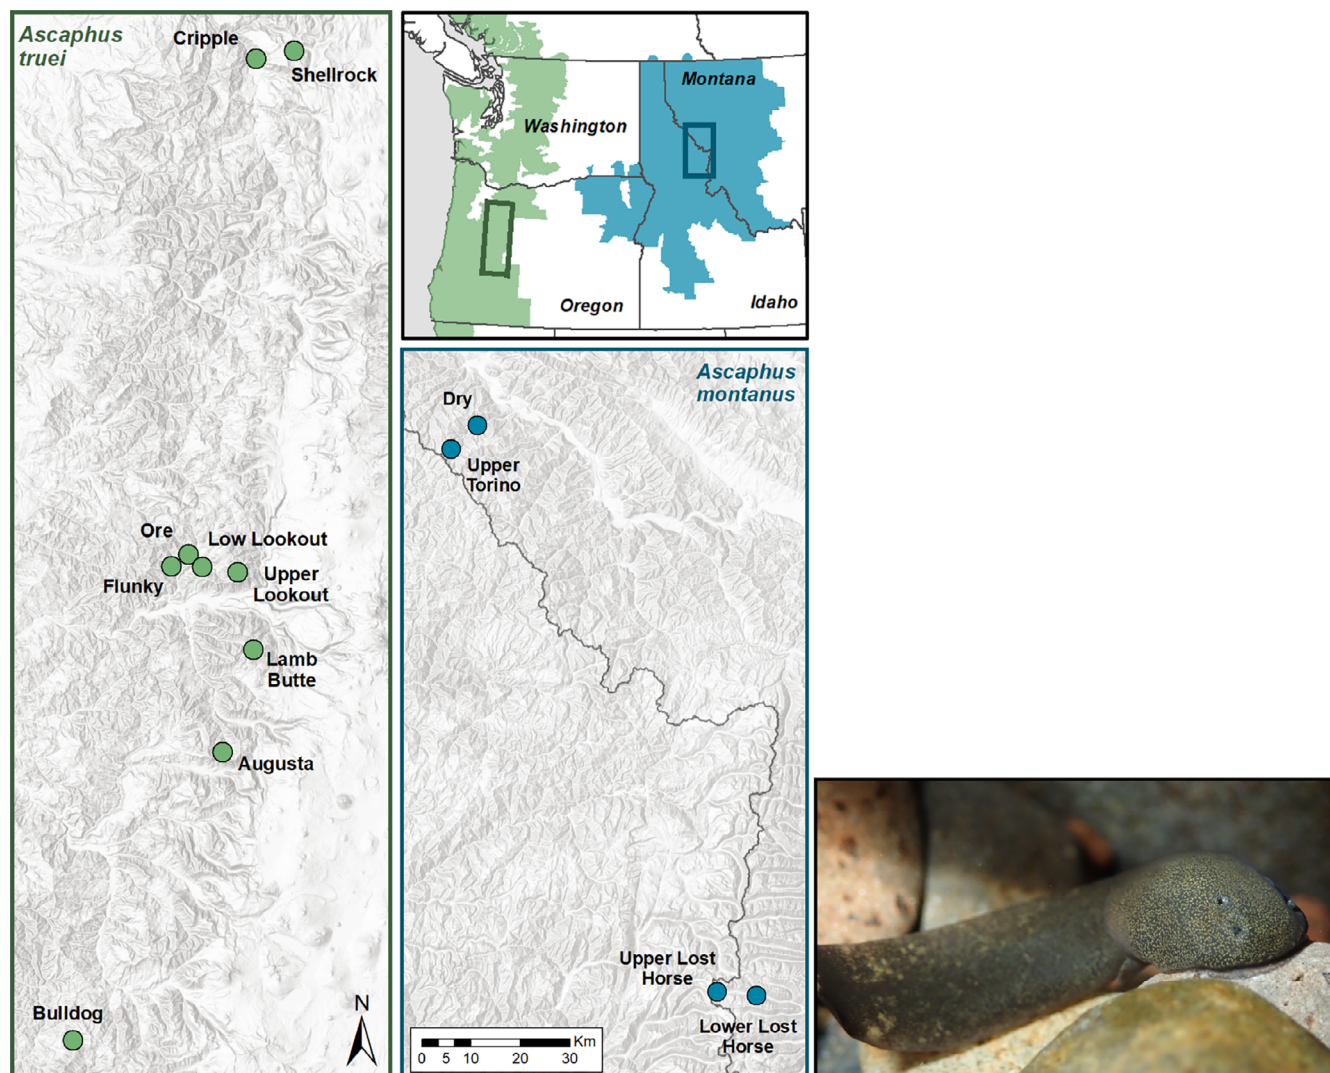 Ascaphus
truei
Cripple
Shellrock
Ore
Low Lookout
Flunky
Upper
Lookout
Lamb
Butte
Augusta
Bulldog
N
Montana
Washington
Oregon
Idaho
Ascaphus
montanus
Dry
Upper
Torino
Upper Lost
Horse
Lower Lost
Horse
Km
0 5 10 20 30